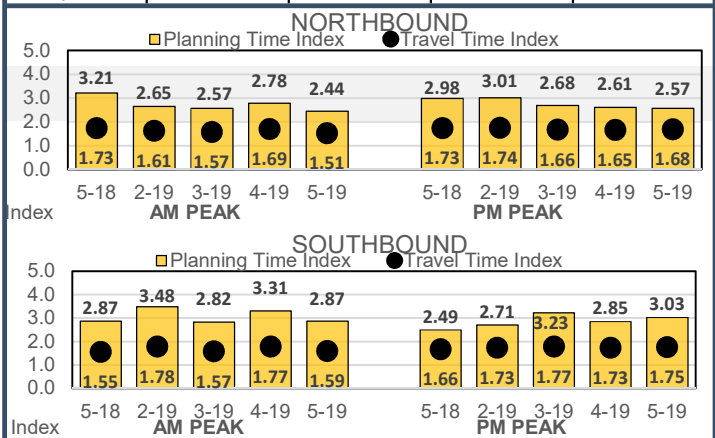 NORTHBOUND
Planning Time Index Travel Time Index
5.0
4.0
3.0
2.0
1.0
0.0
3.21 2.65 2.57 2.78 2.44 2.98 3.01 2.68 2.61 2.57
1.73 1.61 1.57 1.69 1.51 1.73 1.74 1.66 1.65 1.68
5-18 2-19 3-19 4-19 5-19 5-18 2-19 3-19 4-19 5-19
Index AM PEAK PM PEAK
SOUTHBOUND
Planning Time Index Travel Time Index
5.0
4.0
3.0
2.0
1.0
0.0
2.87 3.48 2.82 3.31 2.87 2.49 2.71 3.23 2.85 3.03
1.55 1.78 1.57 1.77 1.59 1.66 1.73 1.77 1.73 1.75
5-18 2-19 3-19 4-19 5-19 5-18 2-19 3-19 4-19 5-19
Index AM PEAK PM PEAK